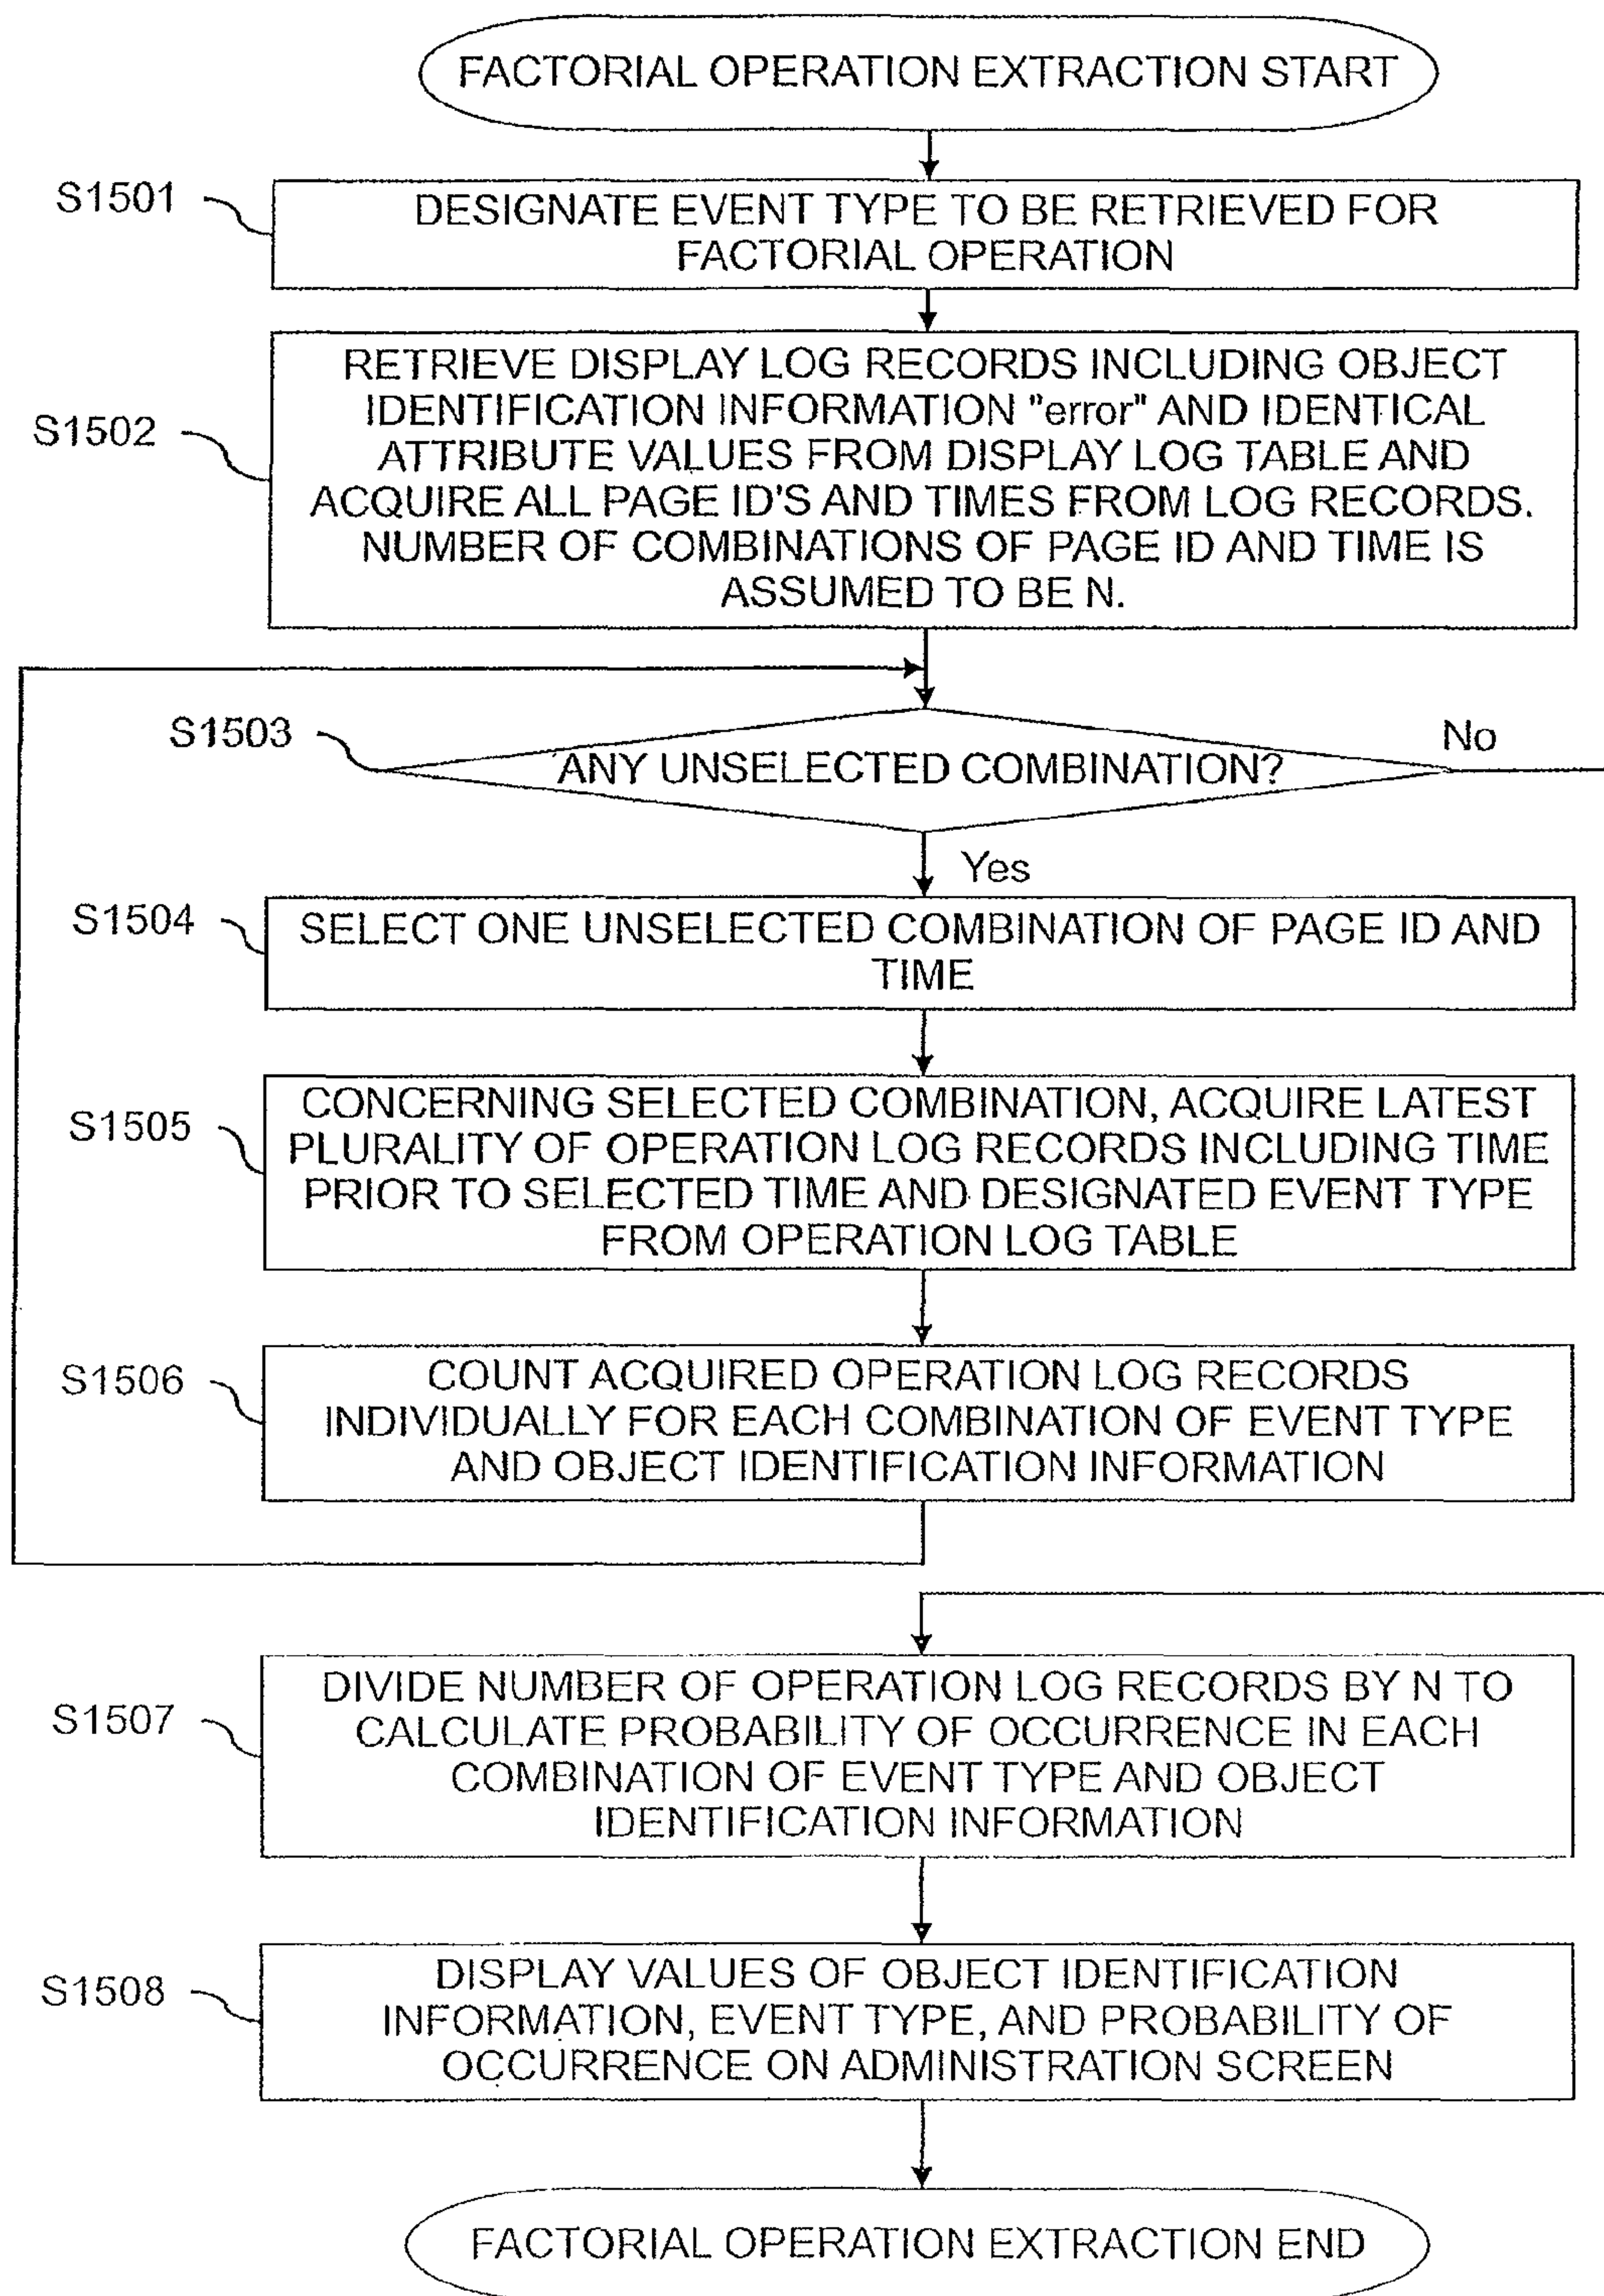 FACTORIAL OPERATION EXTRACTION START
S1501
DESIGNATE EVENT TYPE TO BE RETRIEVED FOR
FACTORIAL OPERATION
S1502
RETRIEVE DISPLAY LOG RECORDS INCLUDING OBJECT
IDENTIFICATION INFORMATION "error" AND IDENTICAL
ATTRIBUTE VALUES FROM DISPLAY LOG TABLE AND
ACQUIRE ALL PAGE ID'S AND TIMES FROM LOG RECORDS.
NUMBER OF COMBINATIONS OF PAGE ID AND TIME IS
ASSUMED TO BE N.
S1503
ANY UNSELECTED COMBINATION?
No
Yes
S1504
SELECT ONE UNSELECTED COMBINATION OF PAGE ID AND
TIME
S1505
CONCERNING SELECTED COMBINATION, ACQUIRE LATEST
PLURALITY OF OPERATION LOG RECORDS INCLUDING TIME
PRIOR TO SELECTED TIME AND DESIGNATED EVENT TYPE
FROM OPERATION LOG TABLE
S1506
COUNT ACQUIRED OPERATION LOG RECORDS
INDIVIDUALLY FOR EACH COMBINATION OF EVENT TYPE
AND OBJECT IDENTIFICATION INFORMATION
S1507
DIVIDE NUMBER OF OPERATION LOG RECORDS BY N TO
CALCULATE PROBABILITY OF OCCURRENCE IN EACH
COMBINATION OF EVENT TYPE AND OBJECT
IDENTIFICATION INFORMATION
S1508
DISPLAY VALUES OF OBJECT IDENTIFICATION
INFORMATION, EVENT TYPE, AND PROBABILITY OF
OCCURRENCE ON ADMINISTRATION SCREEN
FACTORIAL OPERATION EXTRACTION END